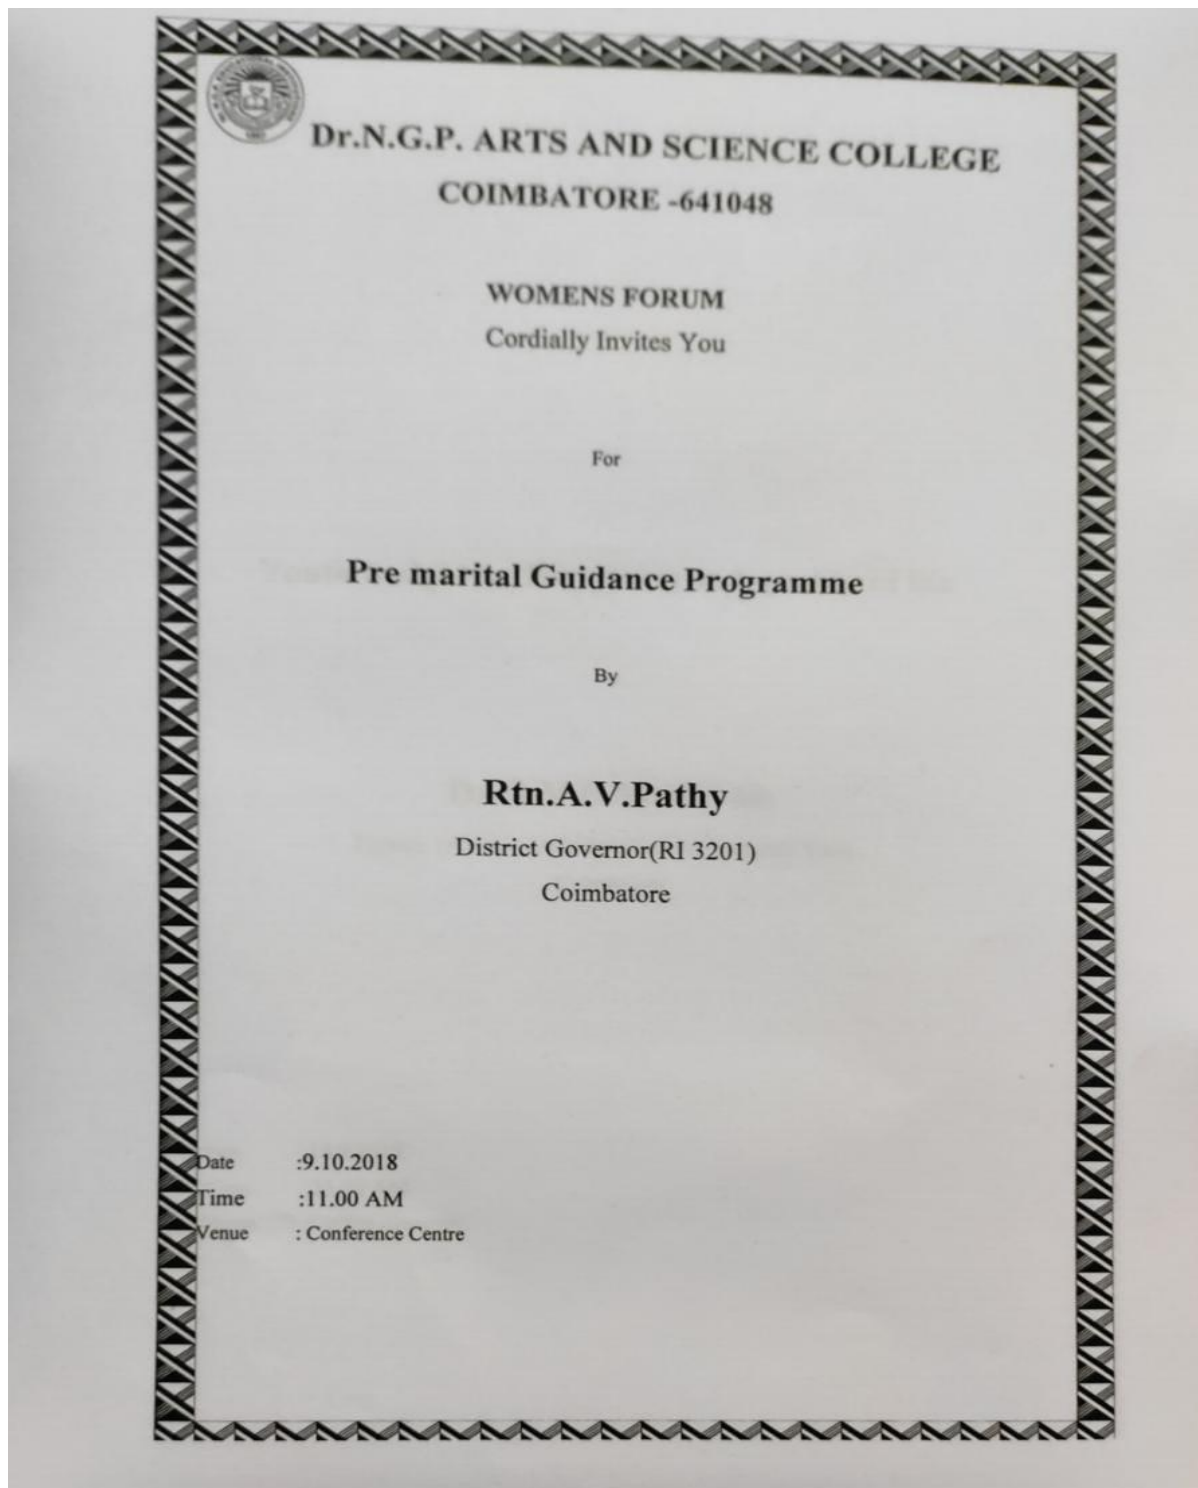 Dr.N.G.P. ARTS AND SCIENCE COLLEGE
COIMBATORE -641048
WOMENS FORUM
Cordially Invites You
For
Pre marital Guidance Programme
By
Rtn.A.V.Pathy
District Governor(RI 3201)
Coimbatore
Date :9.10.2018
Time :11.00 AM
Venue : Conference Centre